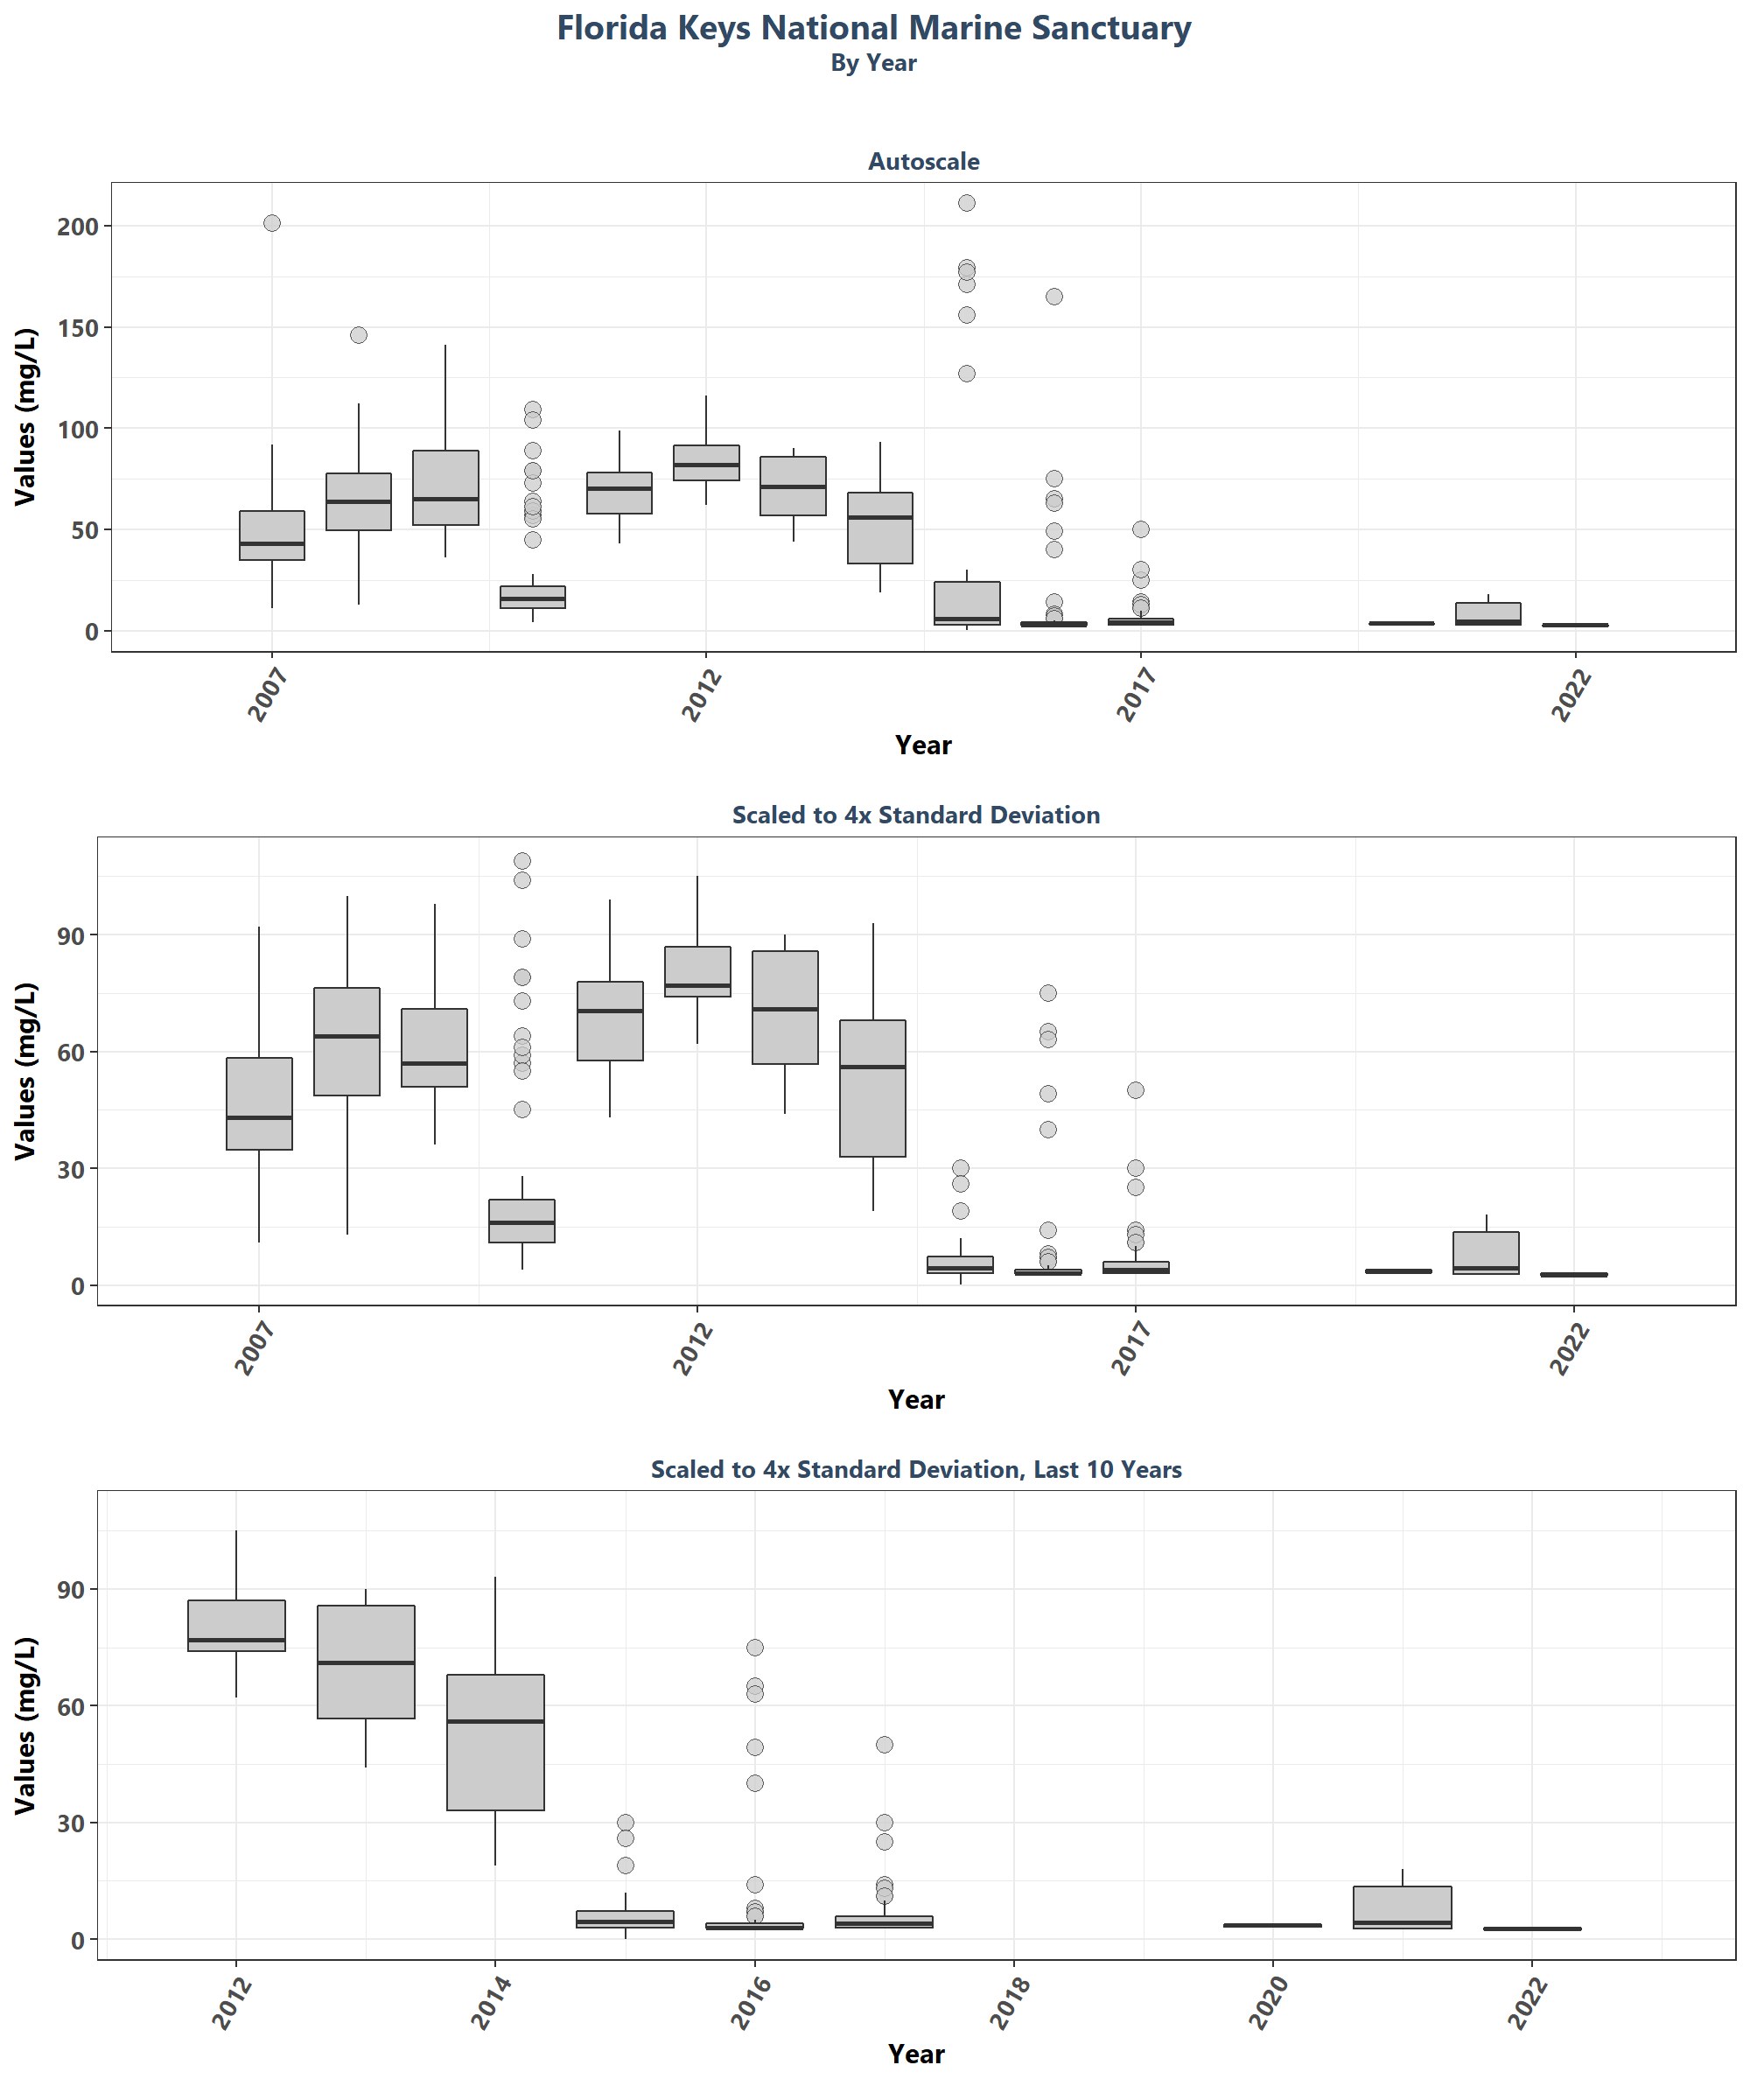 Florida Keys National Marine Sanctuary
By Year
Autoscale
Values (mg/L)
200
150
100
50
0
2007
2012
2017
2022
Year
Scaled to 4x Standard Deviation
Values (mg/L)
90
60
30
0
2007
2012
2017
2022
Year
Scaled to 4x Standard Deviation, Last 10 Years
Values (mg/L)
90
60
30
0
2012
2014
2016
2018
2020
2022
Year